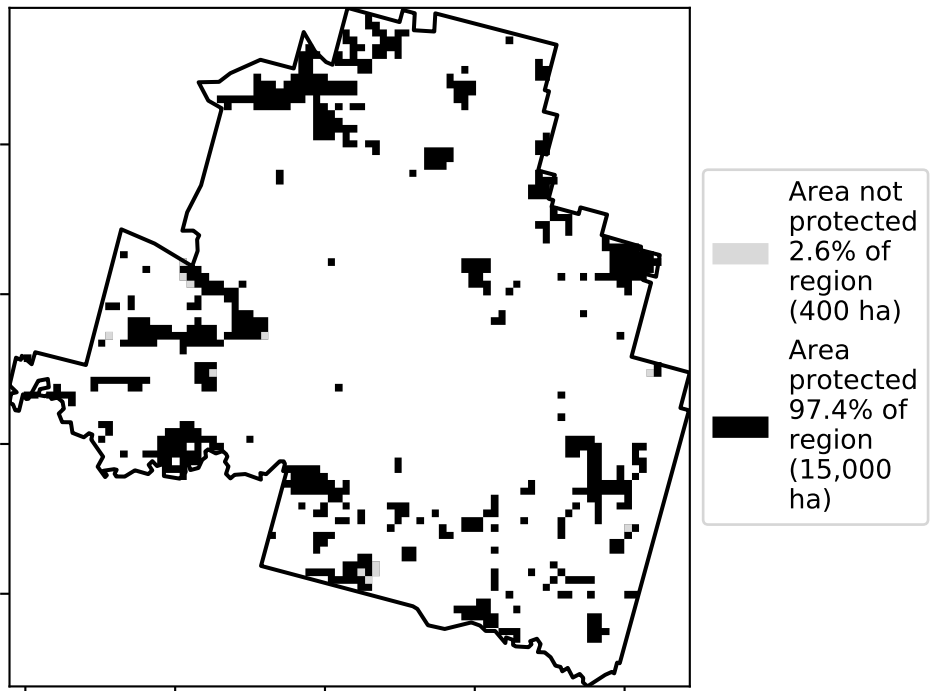 Area not
protected
2.6% of
region
(400 ha)
Area
protected
97.4% of
region
(15,000
ha)